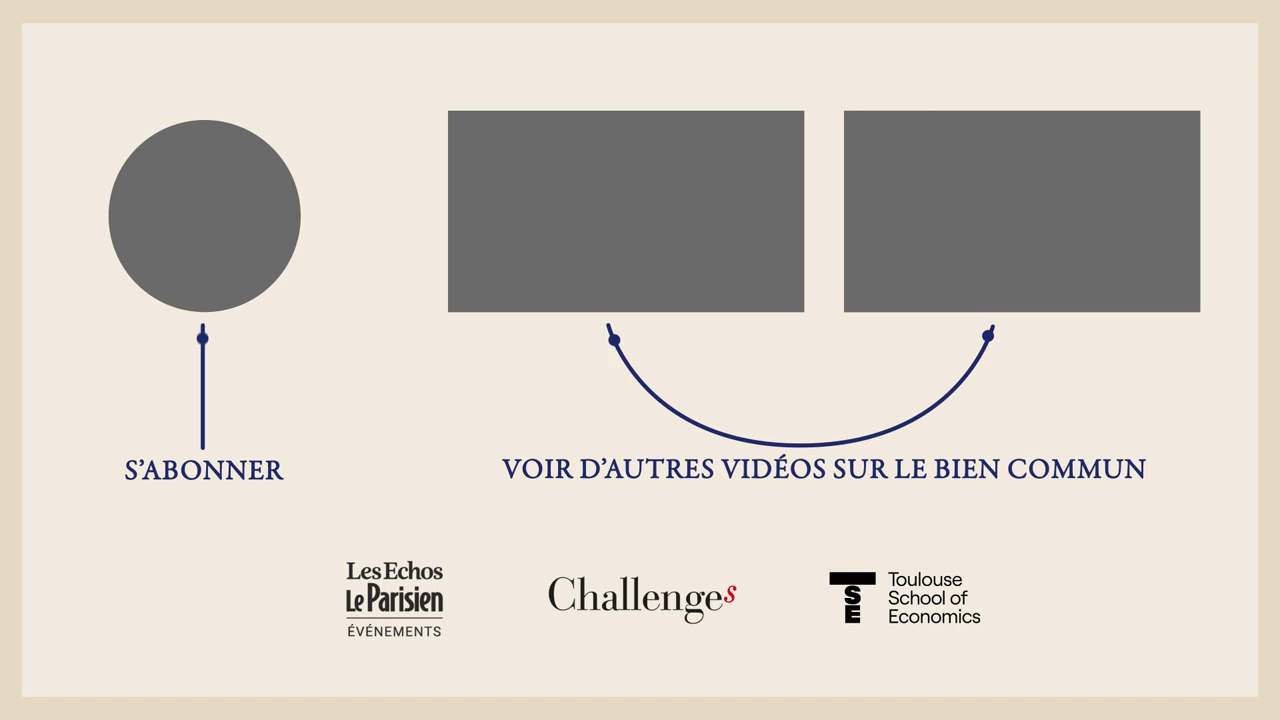 S’ABONNER
VOIR D’AUTRES VIDÉOS SUR LE BIEN COMMUN
Les Echos
Le Parisien
ÉVÉNEMENTS
Challenges
TSE
Toulouse
School of
Economics